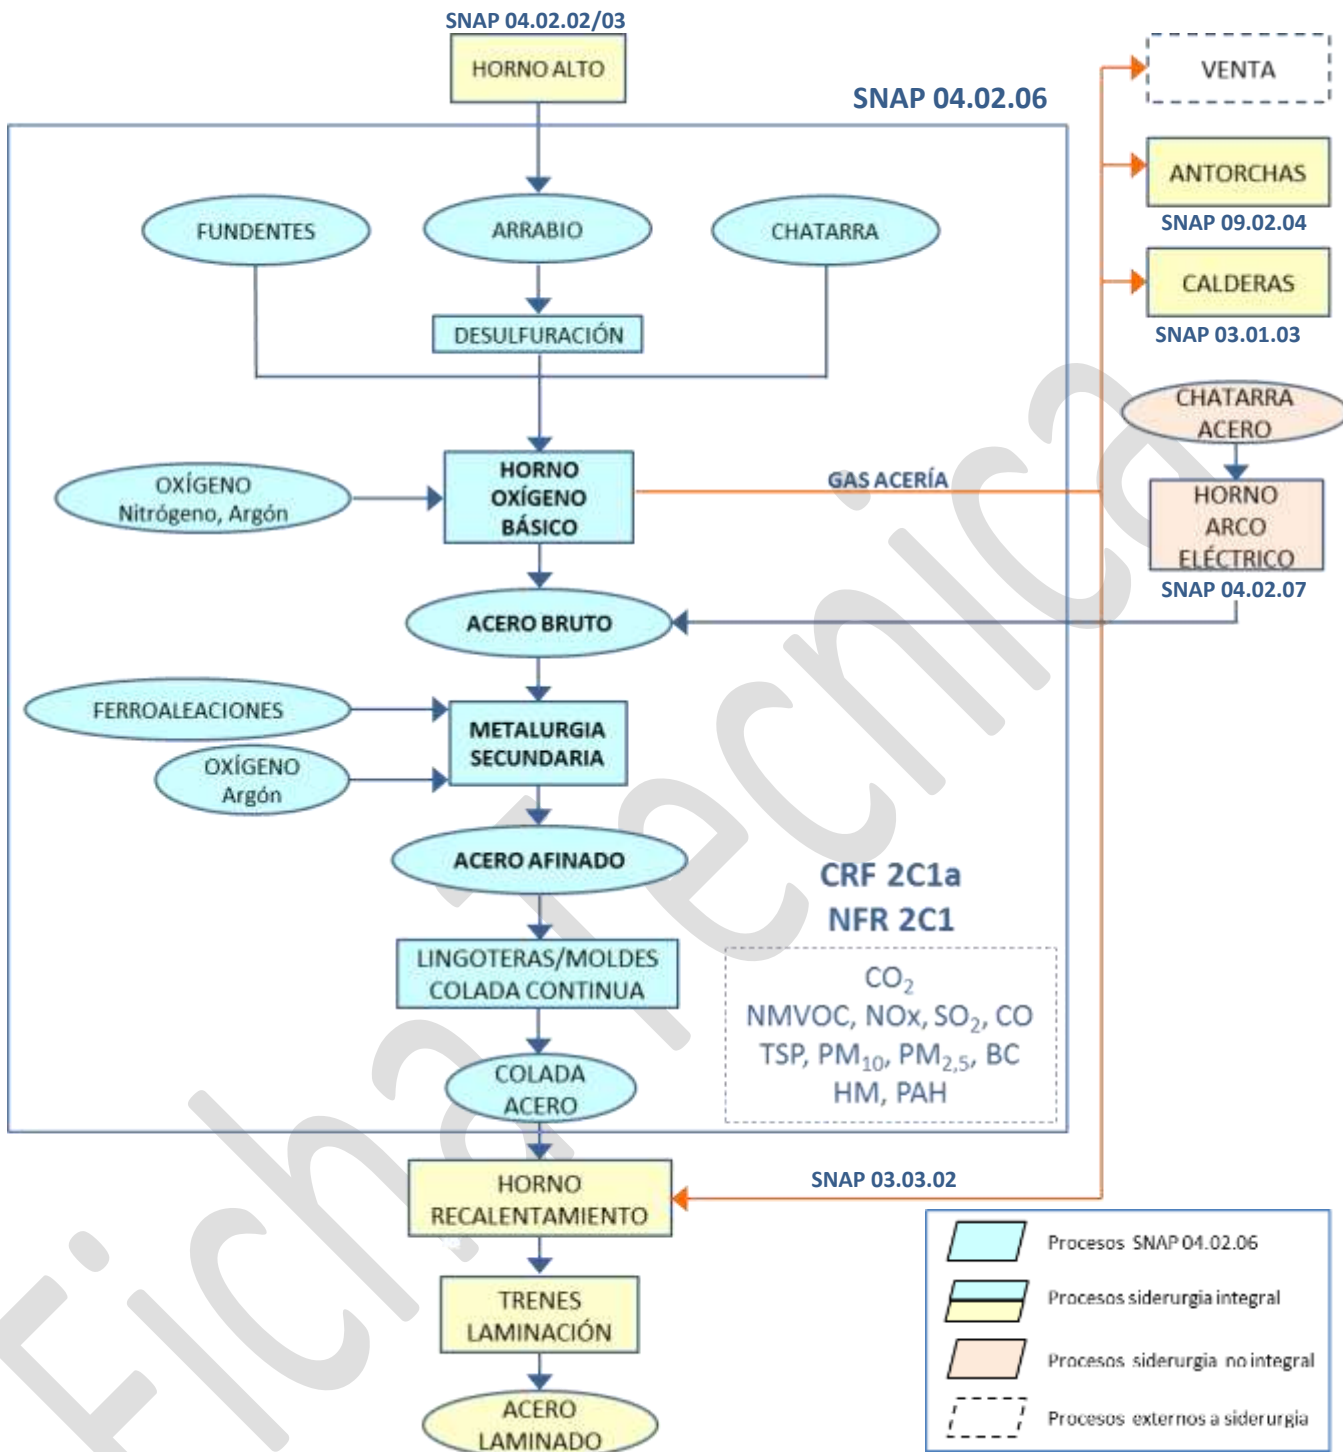 SNAP 04.02.02/03
HORNO ALTO
VENTA
SNAP 04.02.06
ANTORCHAS
SNAP 09.02.04
FUNDENTES
ARRABIO
CHATARRA
CALDERAS
SNAP 03.01.03
DESULFURACIÓN
CHATARRA
ACERO
OXÍGENO
Nitrógeno, Argón
HORNO
OXÍGENO
BÁSICO
GAS ACERÍA
HORNO
ARCO
ELÉCTRICO
SNAP 04.02.07
ACERO BRUTO
FERROALEACIONES
METALURGIA
SECUNDARIA
OXÍGENO
Argón
ACERO AFINADO
CRF 2C1a
NFR 2C1
LINGOTERAS/MOLDES
COLADA CONTINUA
CO₂
NMVOC, NOx, SO₂, CO
TSP, PM₁₀, PM₂,₅, BC
HM, PAH
COLADA
ACERO
HORNO
RECALENTAMIENTO
SNAP 03.03.02
TRENES
LAMINACIÓN
ACERO
LAMINADO
Procesos SNAP 04.02.06
Procesos siderurgia integral
Procesos siderurgia no integral
Procesos externos a siderurgia
Ficha Técnica